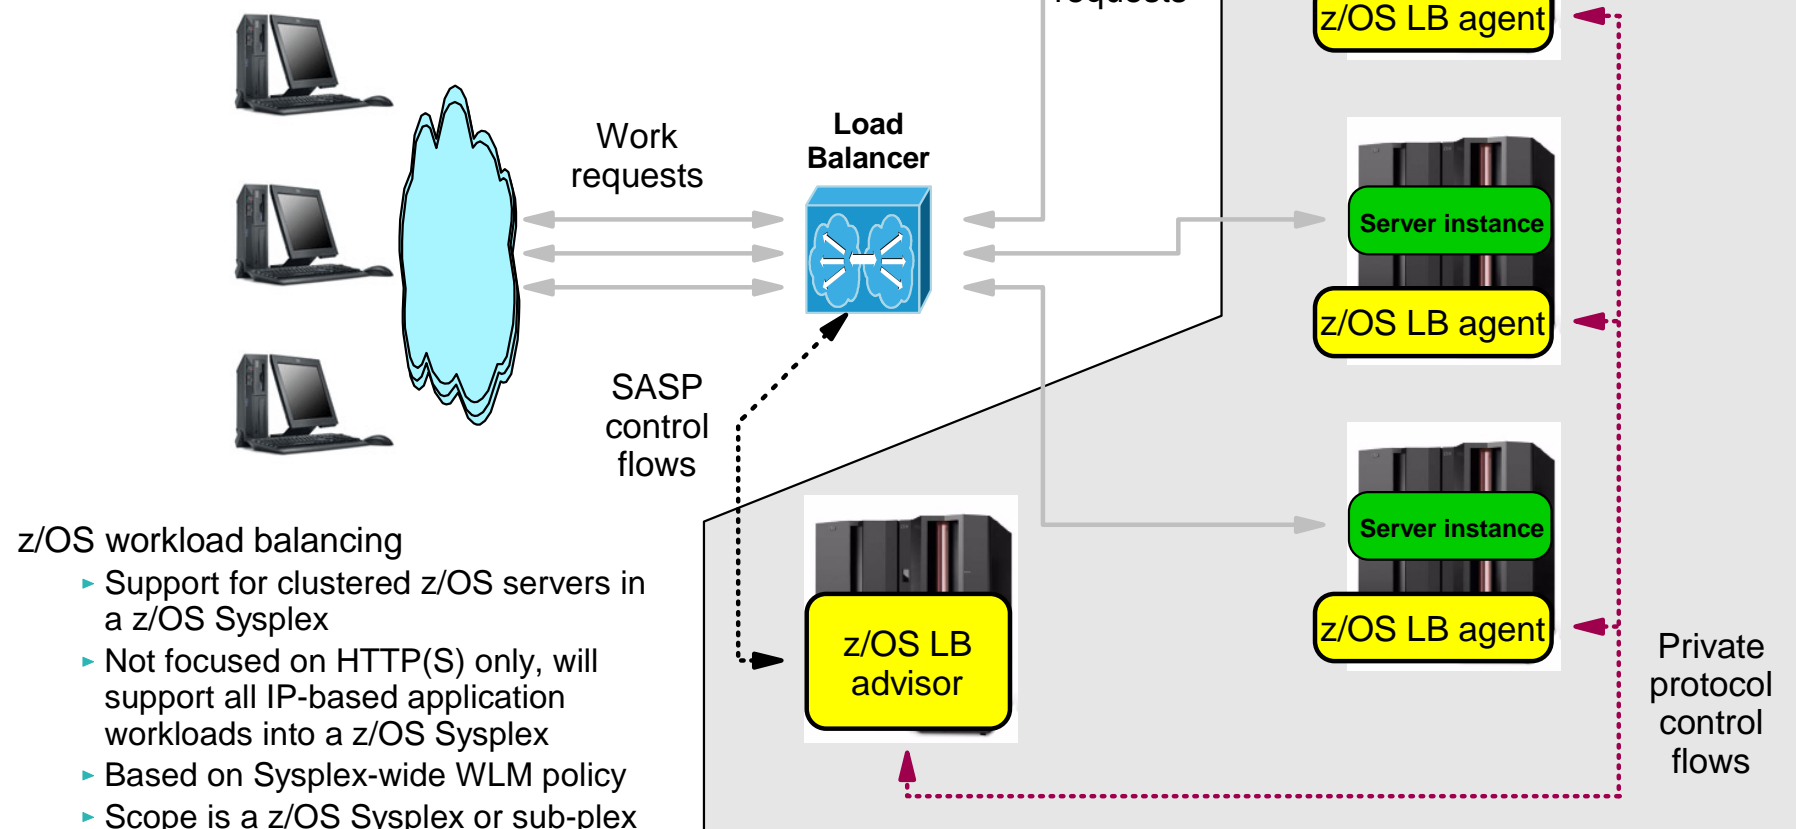 requests
z/OS LB agent
Work
requests
Load
Balancer
Server instance
z/OS LB agent
SASP
control
flows
Server instance
z/OS LB agent
z/OS LB
advisor
Private
protocol
control
flows
z/OS workload balancing
► Support for clustered z/OS servers in
a z/OS Sysplex
► Not focused on HTTP(S) only, will
support all IP-based application
workloads into a z/OS Sysplex
► Based on Sysplex-wide WLM policy
► Scope is a z/OS Sysplex or sub-plex